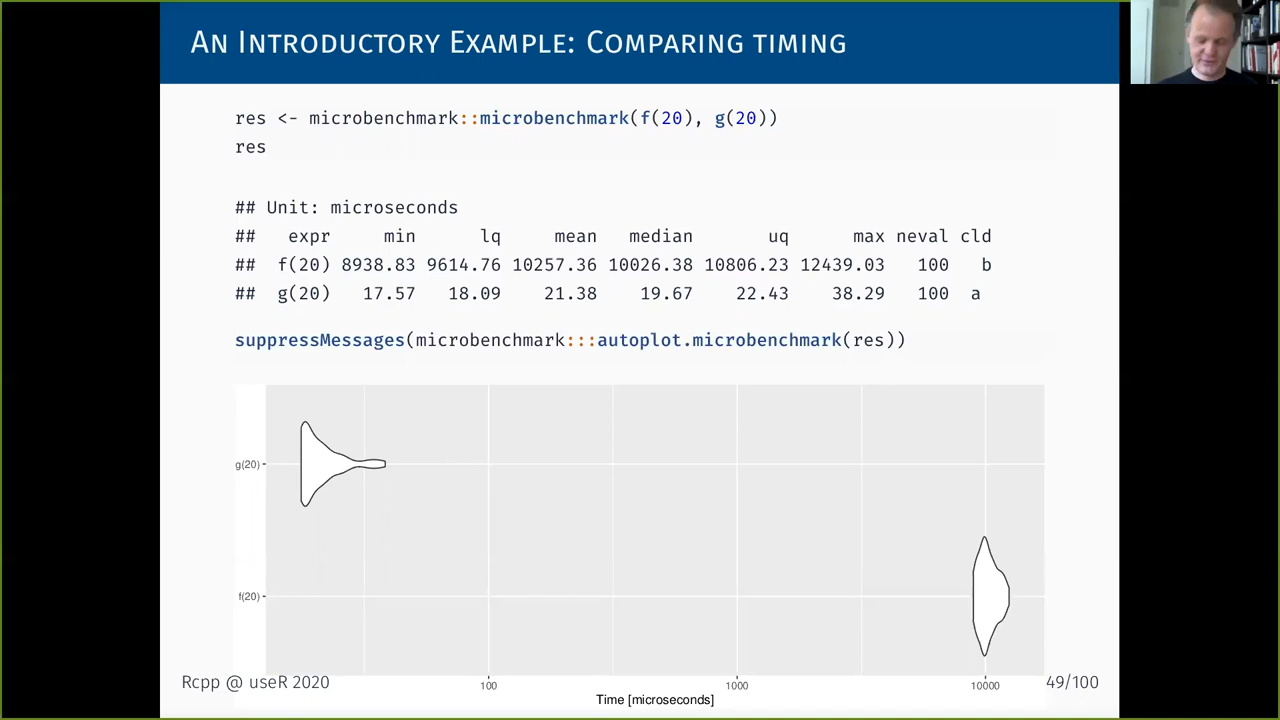 An Introductory Example: Comparing timing
res <- microbenchmark::microbenchmark(f(20), g(20))
res
## Unit: microseconds
##   expr     min      lq     mean   median       uq      max neval cld
##  f(20) 8938.83 9614.76 10257.36 10026.38 10806.23 12439.03   100   b
##  g(20)   17.57   18.09    21.38    19.67    22.43    38.29   100  a
suppressMessages(microbenchmark:::autoplot.microbenchmark(res))
g(20)
f(20)
100 1000 10000
Time [microseconds]
Rcpp @ useR 2020
49/100